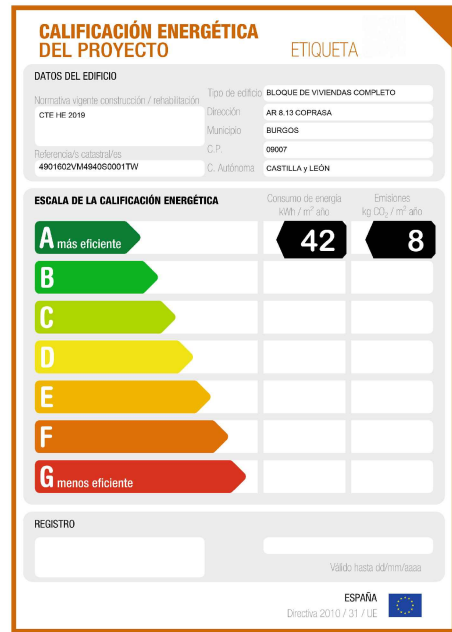 CALIFICACIÓN ENERGÉTICA
DEL PROYECTO
ETIQUETA
DATOS DEL EDIFICIO
Normativa vigente construcción / rehabilitación
CTE HE 2019
Referencia/s catastral/es
4901602VM4940S0001TW
Tipo de edificio BLOQUE DE VIVIENDAS COMPLETO
Dirección AR 8.13 COPRASA
Municipio BURGOS
C.P. 09007
C. Autónoma CASTILLA y LEÓN
ESCALA DE LA CALIFICACIÓN ENERGÉTICA
Consumo de energía
kWh / m² año
Emisiones
kg CO₂ / m² año
A más eficiente 42 8
B
C
D
E
F
G menos eficiente
REGISTRO
Válido hasta dd/mm/aaaa
ESPAÑA
Directiva 2010 / 31 / UE